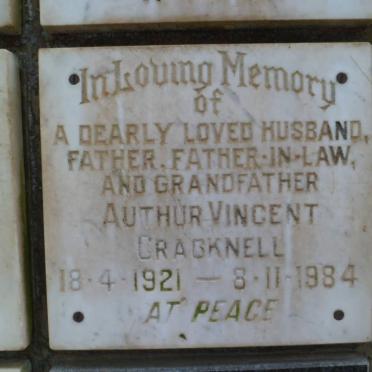 In Loving Memory
of
A DEARLY LOVED HUSBAND,
FATHER, FATHER-IN-LAW,
AND GRANDFATHER
AUTHUR VINCENT
CRACKNELL
18-4-1921 — 8-11-1984
AT PEACE